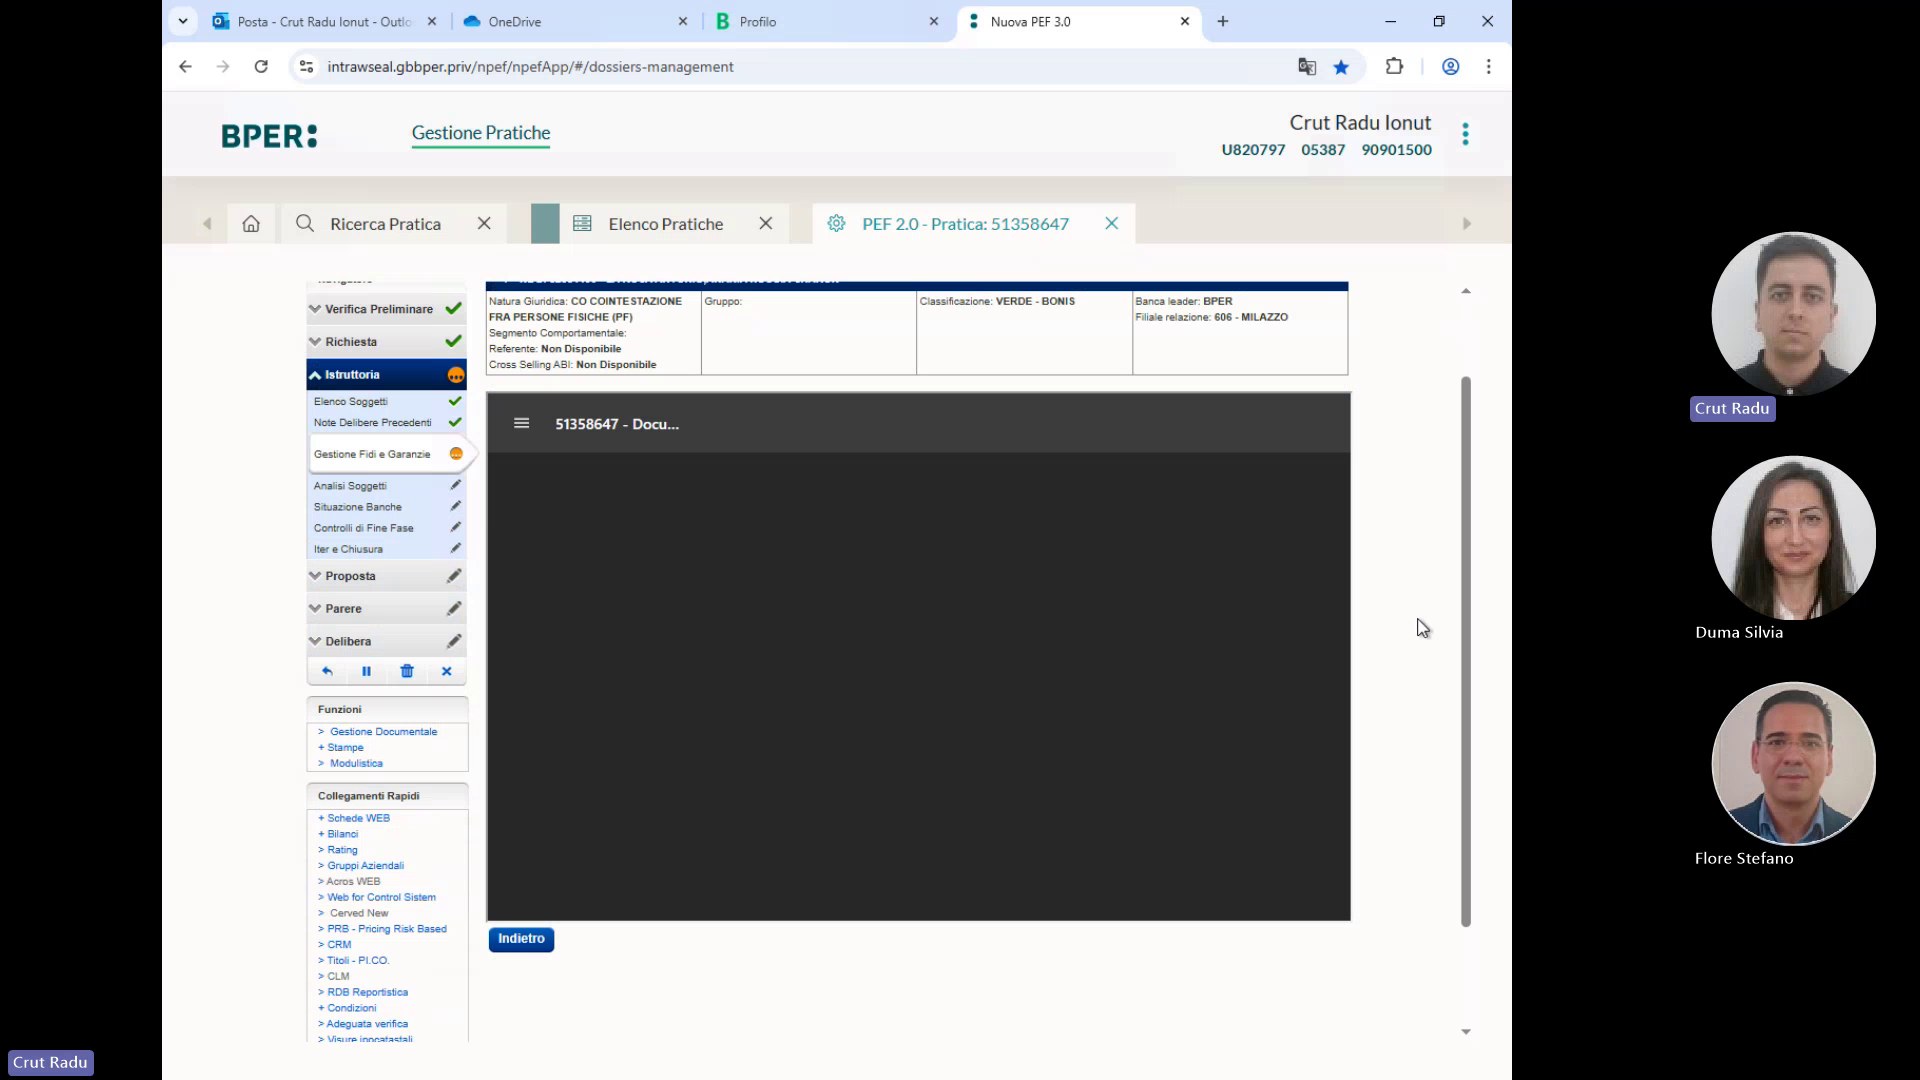 Posta - Crut Radu Ionut - Outlo
OneDrive
Profilo
Nuova PEF 3.0
intrawseal.gbbper.priv/npef/npefApp/#/dossiers-management
BPER:
Gestione Pratiche
Crut Radu Ionut
U820797 05387 90901500
Ricerca Pratica
Elenco Pratiche
PEF 2.0 - Pratica: 51358647
Verifica Preliminare
Richiesta
Istruttoria
Elenco Soggetti
Note Delibere Precedenti
Gestione Fidi e Garanzie
Analisi Soggetti
Situazione Banche
Controlli di Fine Fase
Iter e Chiusura
Proposta
Parere
Delibera
Funzioni
> Gestione Documentale
+ Stampe
> Modulistica
Collegamenti Rapidi
+ Schede WEB
+ Bilanci
> Rating
> Gruppi Aziendali
> Acros WEB
> Web for Control Sistem
> Cerved New
> PRB - Pricing Risk Based
> CRM
> Titoli - PI.CO.
> CLM
> RDB Reportistica
+ Condizioni
> Adeguata verifica
> Visure ipocatastali
Natura Giuridica: CO COINTESTAZIONE
FRA PERSONE FISICHE (PF)
Segmento Comportamentale:
Referente: Non Disponibile
Cross Selling ABI: Non Disponibile
Gruppo:
Classificazione: VERDE - BONIS
Banca leader: BPER
Filiale relazione: 606 - MILAZZO
51358647 - Docu...
Indietro
Crut Radu
Duma Silvia
Flore Stefano
Crut Radu